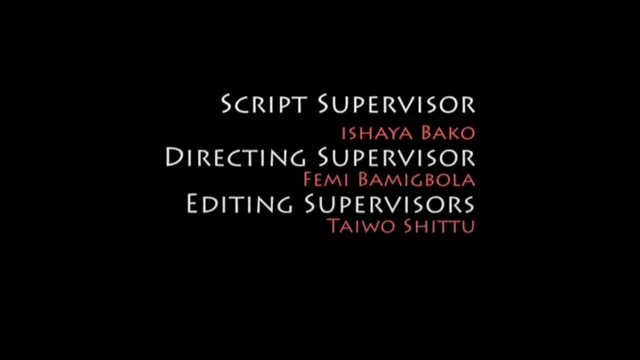 Script Supervisor
ishaya Bako
Directing Supervisor
Femi Bamigbola
Editing Supervisors
Taiwo Shittu